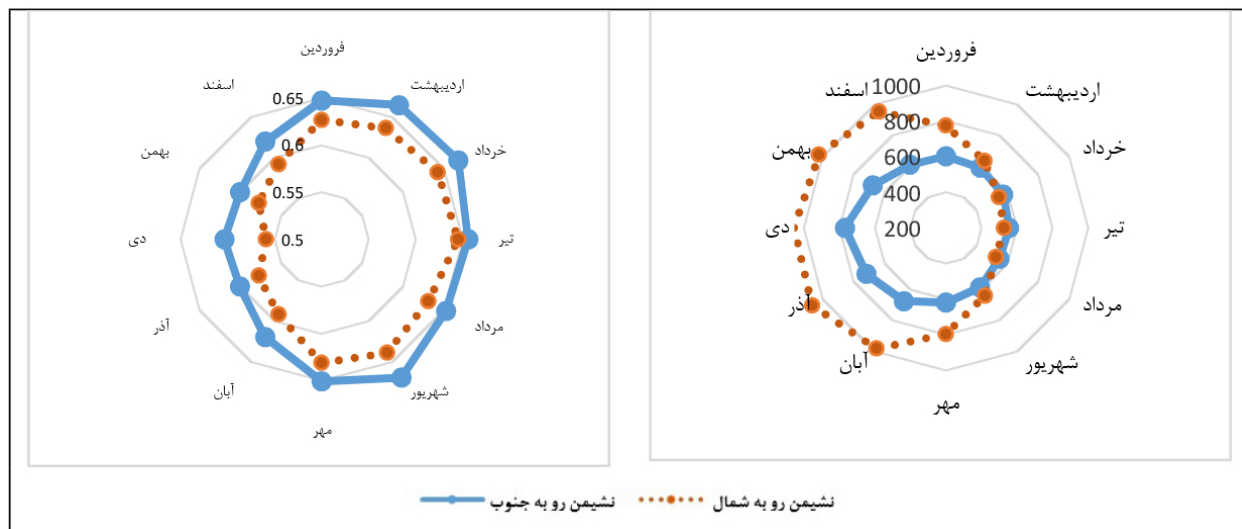 فروردین
اردیبهشت
خرداد
تیر
مرداد
شهریور
مهر
آبان
آذر
دی
بهمن
اسفند
0.65
0.6
0.55
0.5
فروردین
اردیبهشت
خرداد
تیر
مرداد
شهریور
مهر
آبان
آذر
دی
بهمن
اسفند
1000
800
600
400
200
نشیمن رو به شمال
نشیمن رو به جنوب